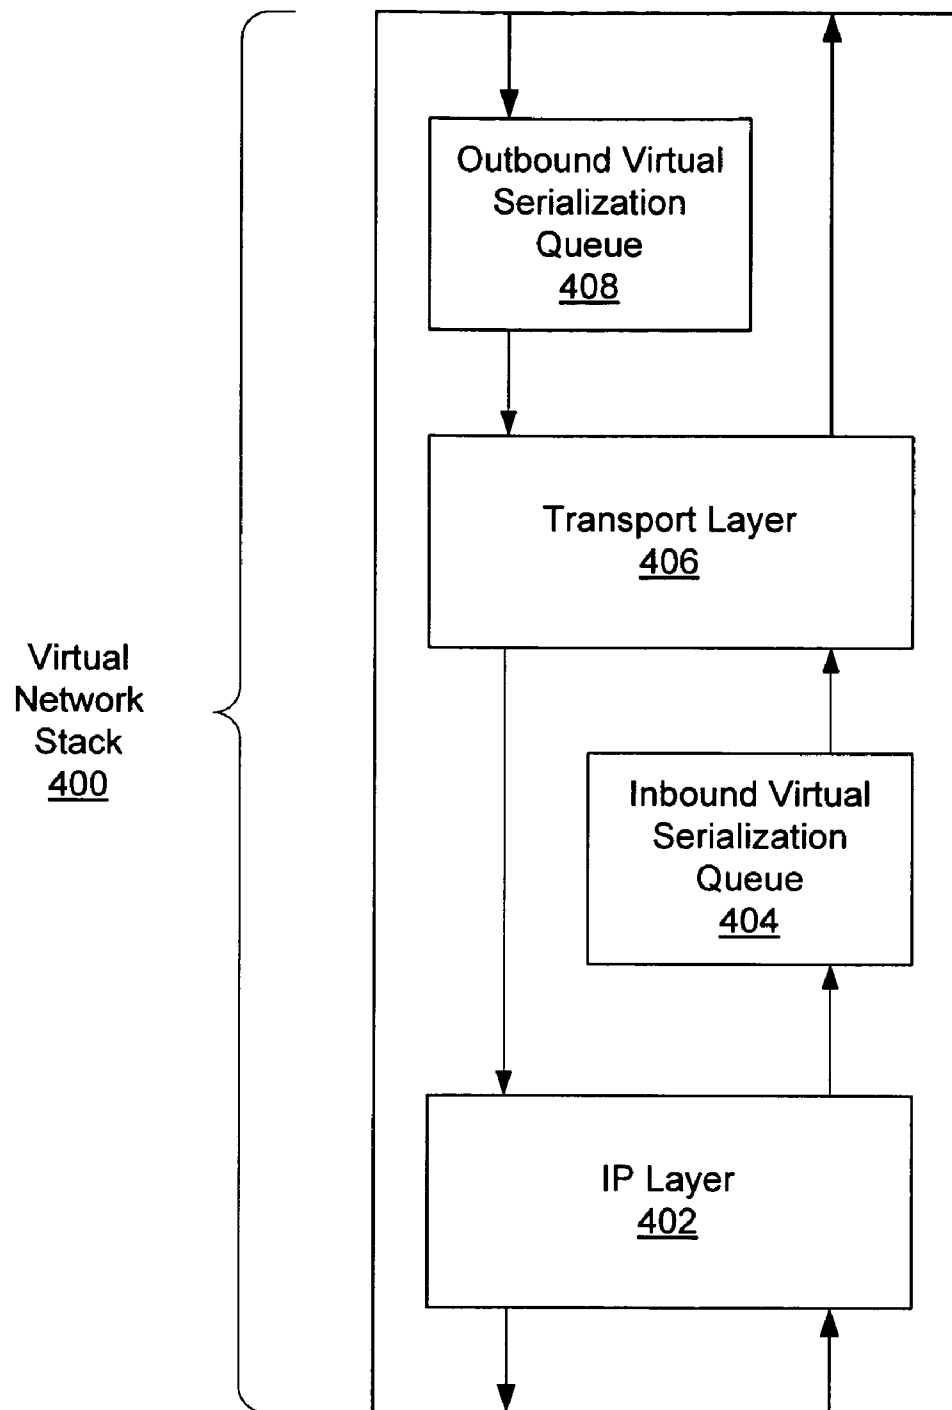 Outbound Virtual
Serialization
Queue
408
Transport Layer
406
Virtual
Network
Stack
400
Inbound Virtual
Serialization
Queue
404
IP Layer
402